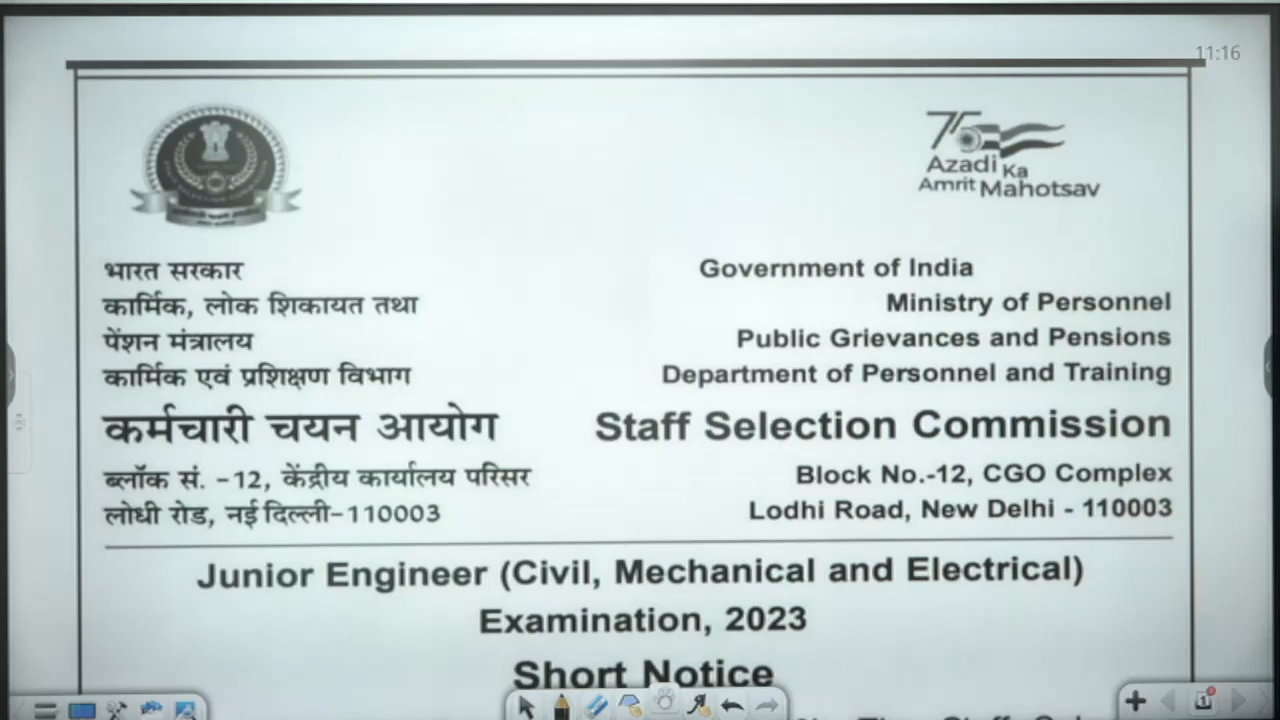 11:16
75
Azadi Ka
Amrit Mahotsav
भारत सरकार
कार्मिक, लोक शिकायत तथा
पेंशन मंत्रालय
कार्मिक एवं प्रशिक्षण विभाग
कर्मचारी चयन आयोग
ब्लॉक सं. -12, केंद्रीय कार्यालय परिसर
लोधी रोड, नई दिल्ली-110003
Government of India
Ministry of Personnel
Public Grievances and Pensions
Department of Personnel and Training
Staff Selection Commission
Block No.-12, CGO Complex
Lodhi Road, New Delhi - 110003
Junior Engineer (Civil, Mechanical and Electrical)
Examination, 2023
Short Notice
1